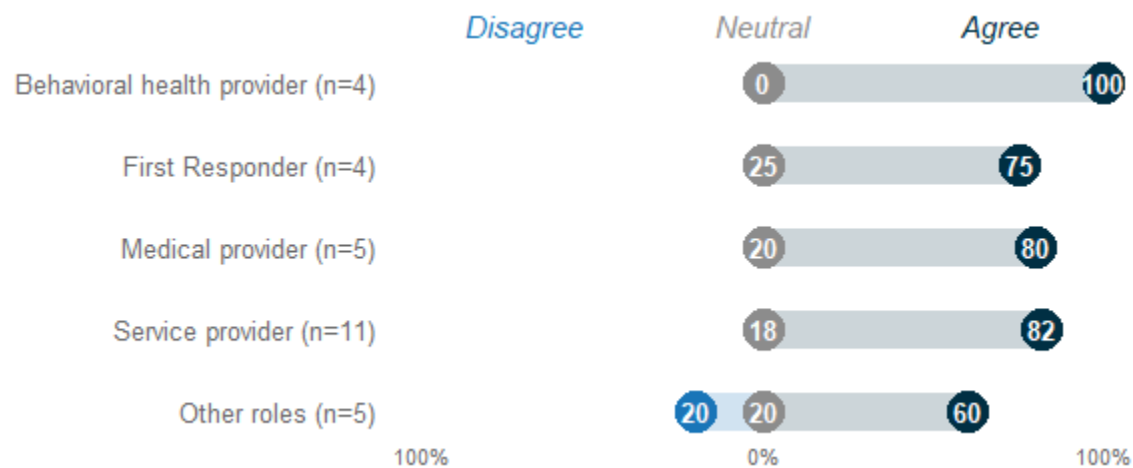 Disagree Neutral Agree
Behavioral health provider (n=4) 0 100
First Responder (n=4) 25 75
Medical provider (n=5) 20 80
Service provider (n=11) 18 82
Other roles (n=5) 20 20 60
100% 0% 100%